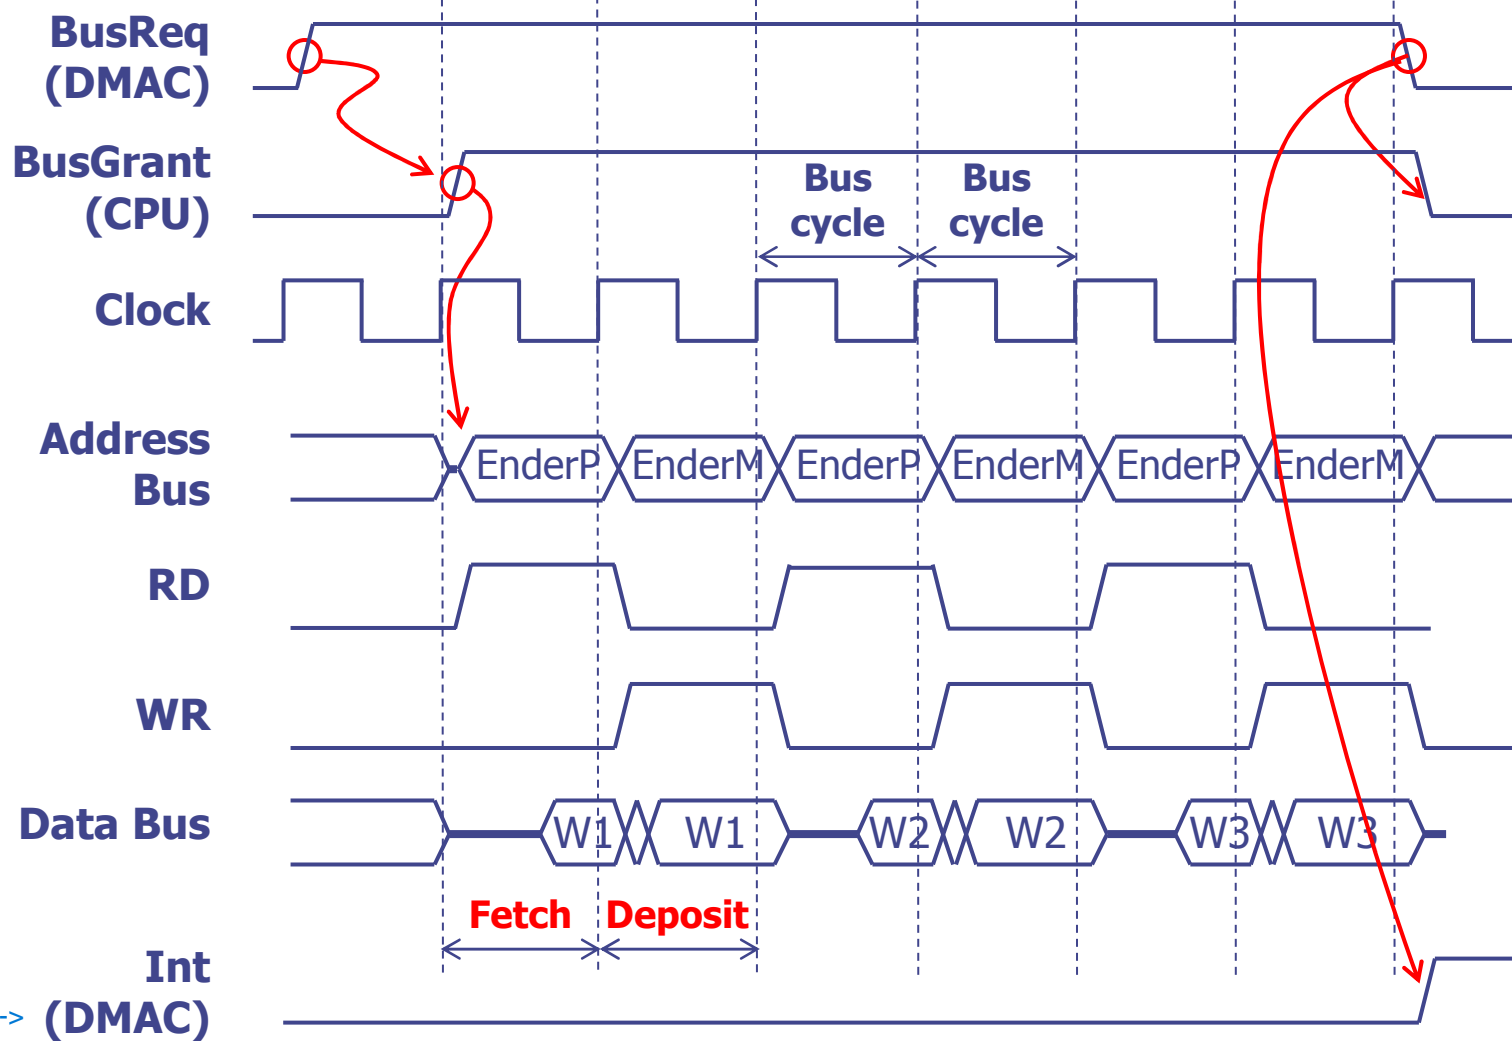 BusReq
(DMAC)
BusGrant
(CPU)
Bus
cycle
Bus
cycle
Clock
Address
Bus
EnderP EnderM EnderP EnderM EnderP EnderM
RD
WR
Data Bus
W1 W1 W2 W2 W3 W3
Fetch Deposit
Int
(DMAC)
->